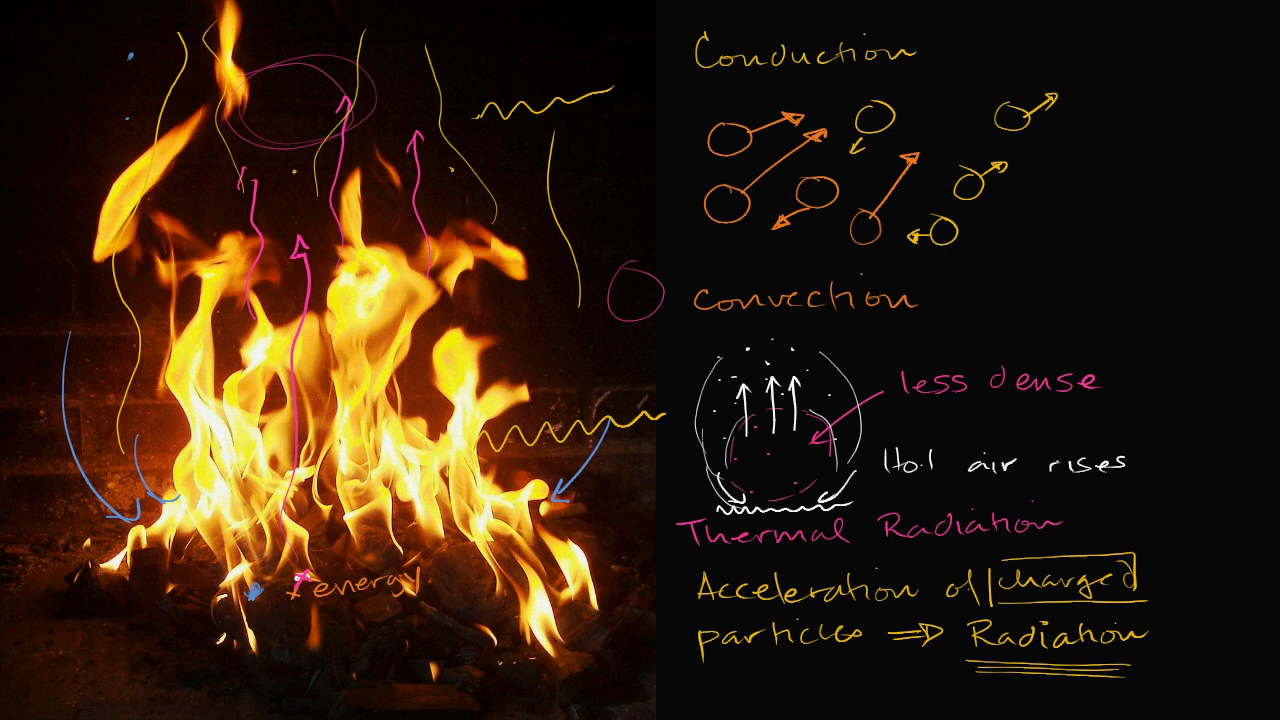 Conduction
Convection
less dense
Hot air rises
Thermal Radiation
Acceleration of charged
particles ⇒ Radiation
↑energy